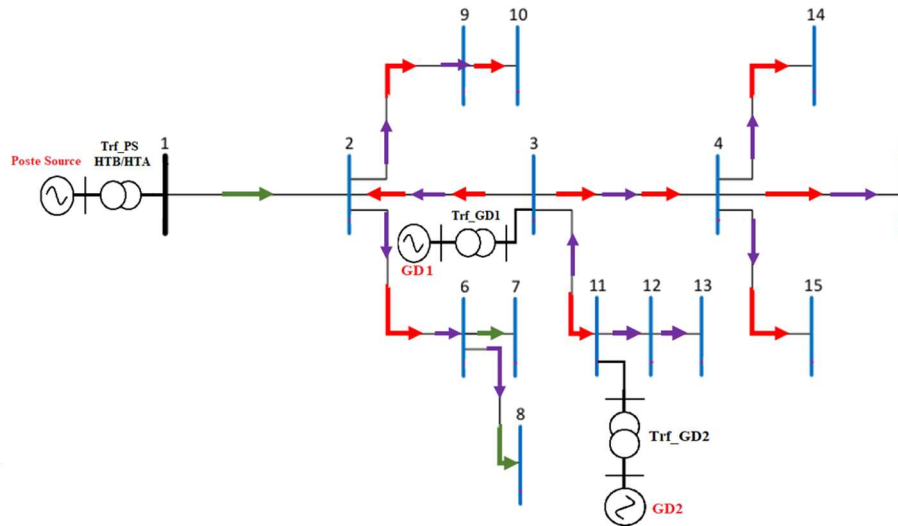 9
10
14
1
2
3
4
Trf_PS
HTB/HTA
Poste Source
Trf_GD1
GD1
6
7
11
12
13
15
8
Trf_GD2
GD2